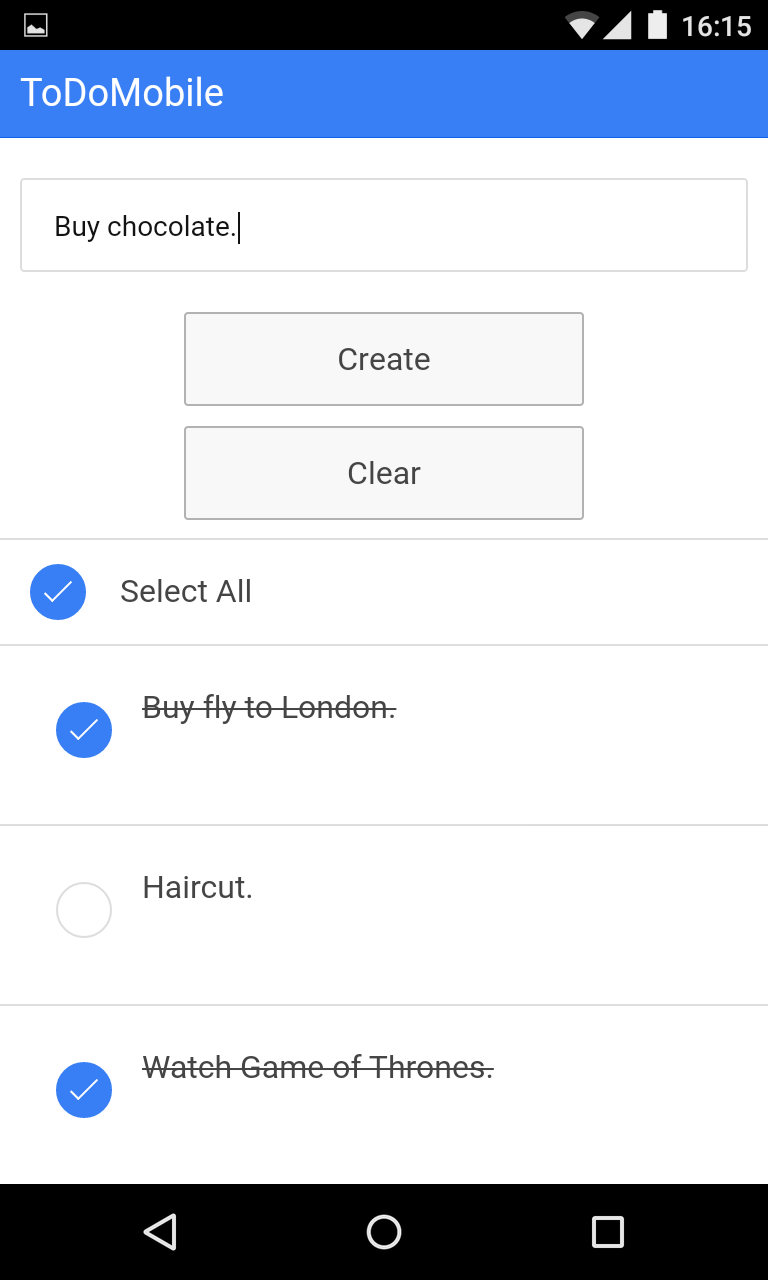 16:15
ToDoMobile
Buy chocolate.
Create
Clear
Select All
Buy fly to London.
Haircut.
Watch Game of Thrones.